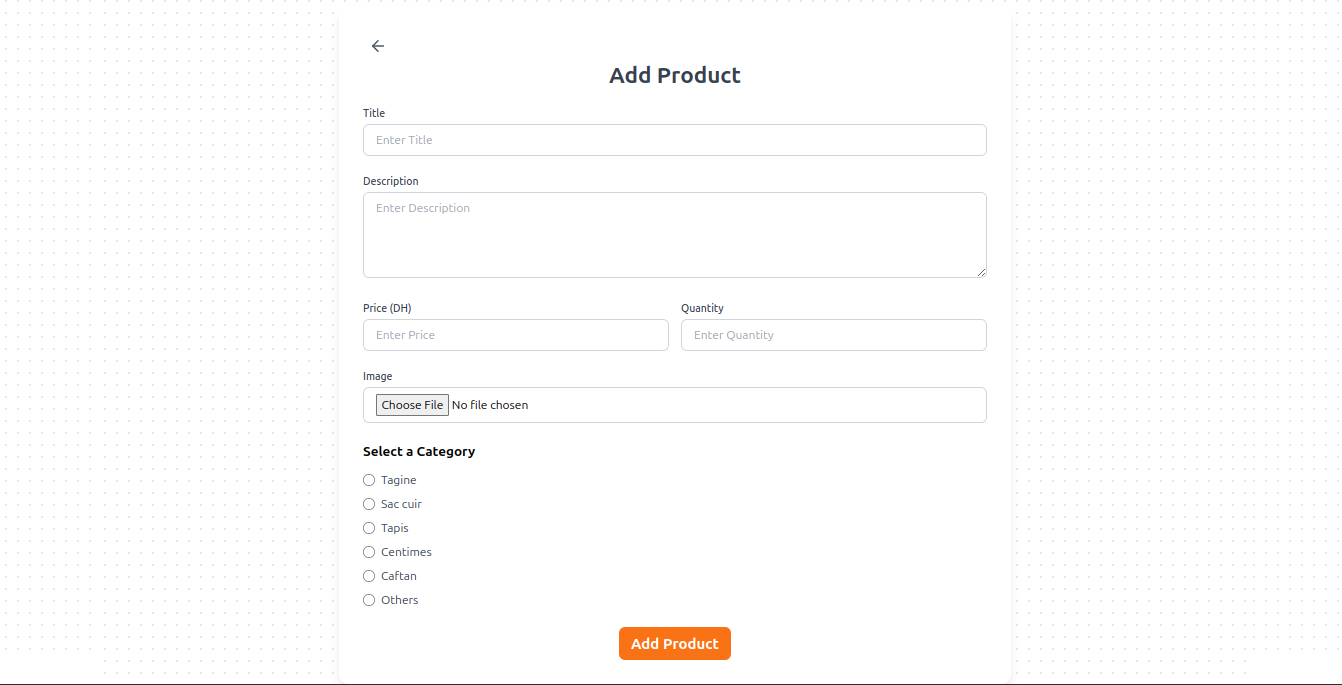 Add Product
Title
Enter Title
Description
Enter Description
Price (DH) Quantity
Enter Price Enter Quantity
Image
Choose File No file chosen
Select a Category
Tagine
Sac cuir
Tapis
Centimes
Caftan
Others
Add Product